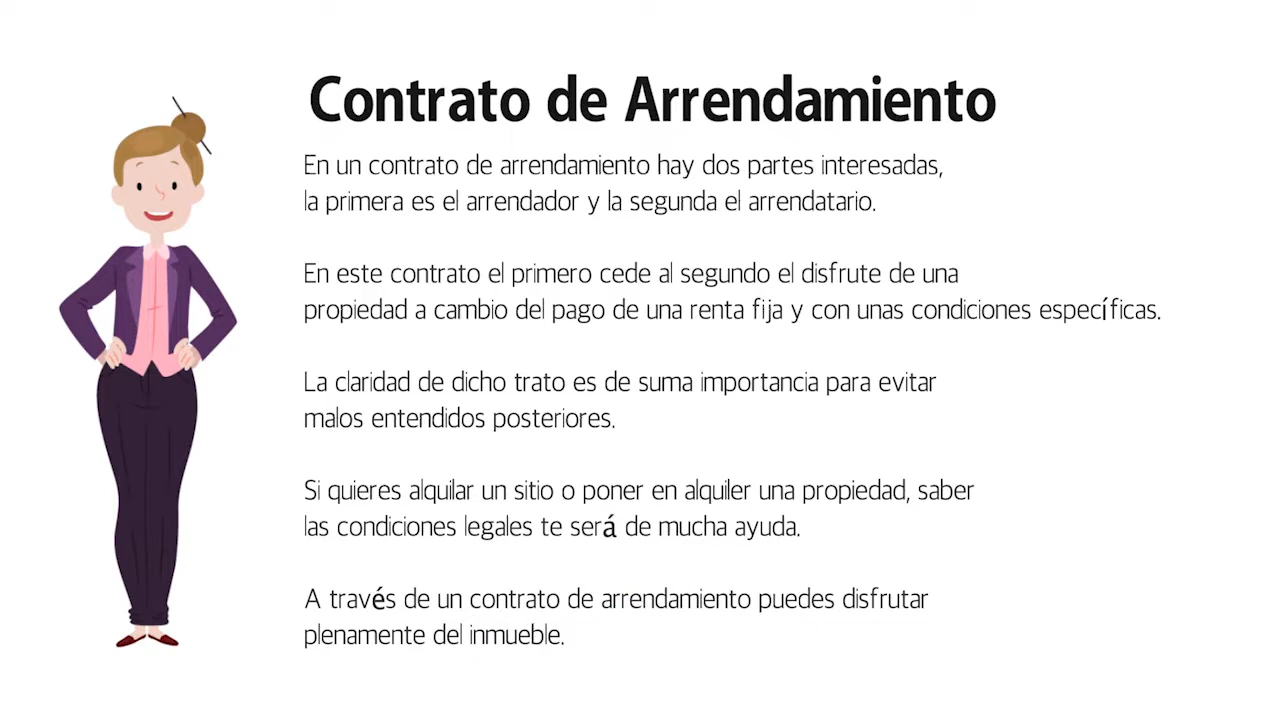 Contrato de Arrendamiento
En un contrato de arrendamiento hay dos partes interesadas,
la primera es el arrendador y la segunda el arrendatario.
En este contrato el primero cede al segundo el disfrute de una
propiedad a cambio del pago de una renta fija y con unas condiciones específicas.
La claridad de dicho trato es de suma importancia para evitar
malos entendidos posteriores.
Si quieres alquilar un sitio o poner en alquiler una propiedad, saber
las condiciones legales te será de mucha ayuda.
A través de un contrato de arrendamiento puedes disfrutar
plenamente del inmueble.